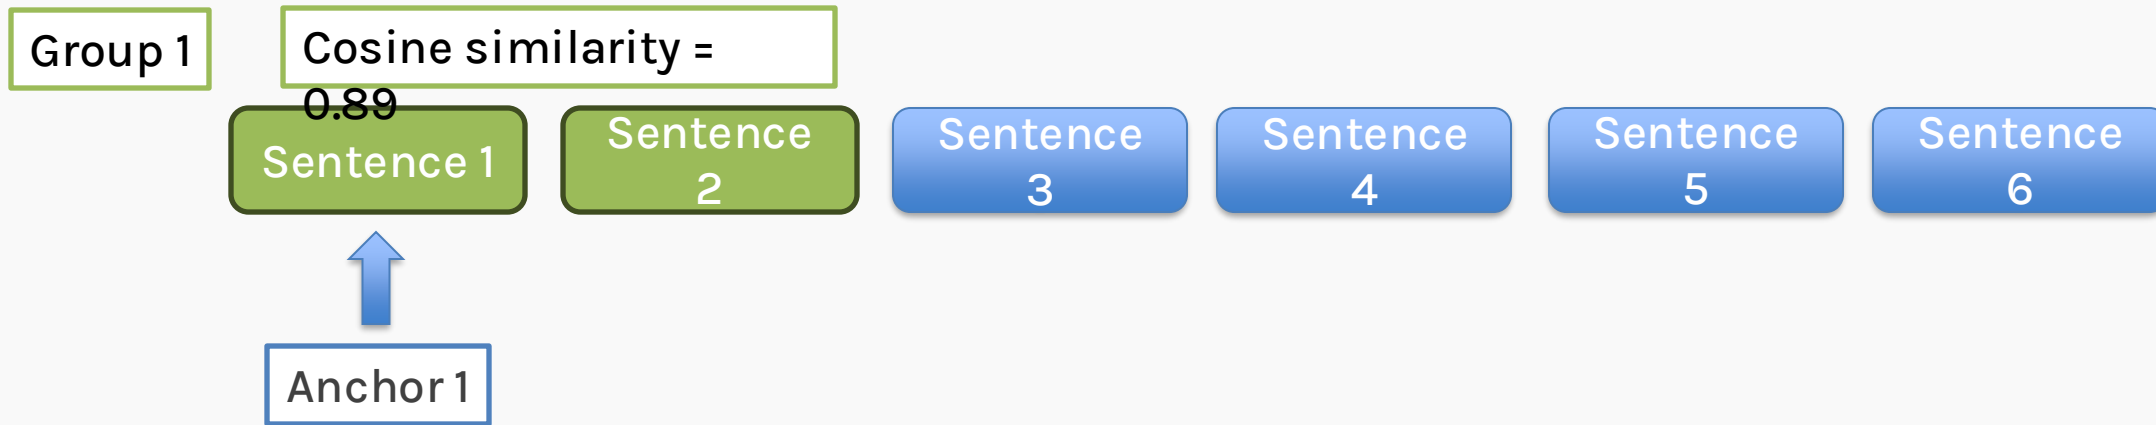 Group 1
Cosine similarity =
0.89
Sentence 1
Sentence
2
Sentence
3
Sentence
4
Sentence
5
Sentence
6
Anchor 1